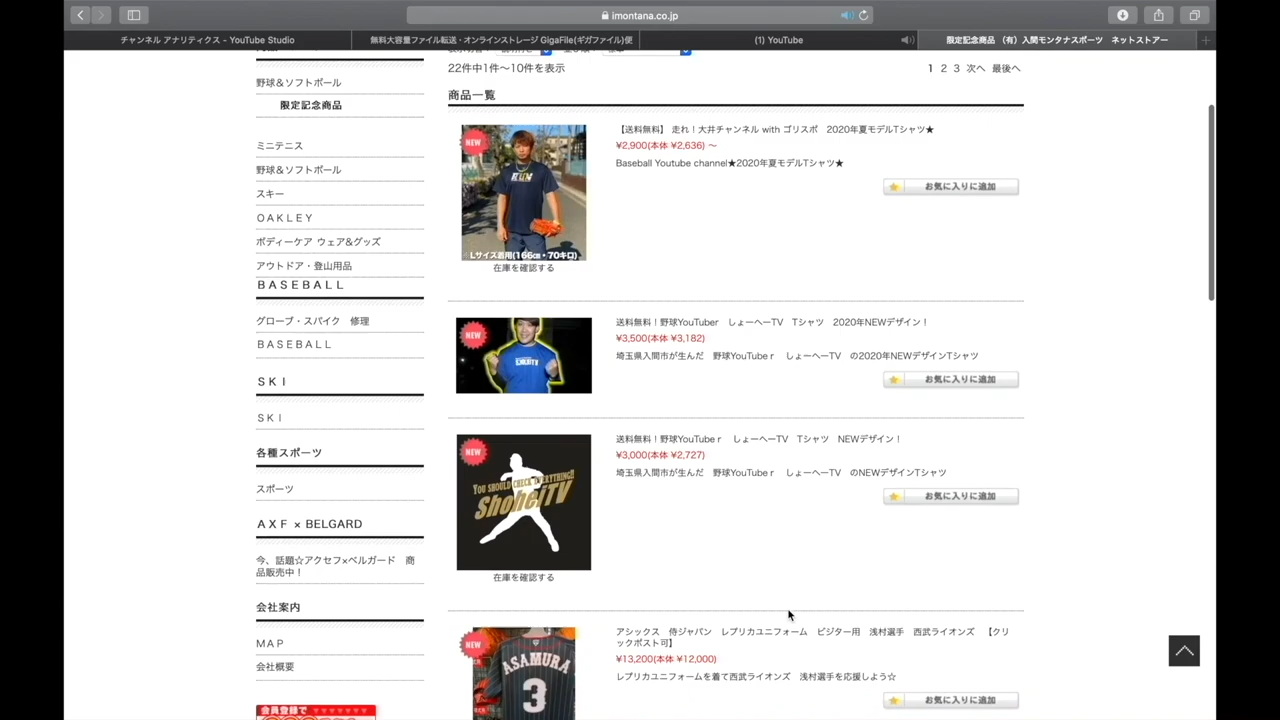 imontana.co.jp
チャンネル アナリティクス - YouTube Studio
無料大容量ファイル転送・オンラインストレージ GigaFile(ギガファイル)便
(1) YouTube
限定記念商品 （有）入間モンタナスポーツ ネットストアー
22件中1件〜10件を表示
1 2 3 次へ 最後へ
野球＆ソフトボール
限定記念商品
ミニテニス
野球＆ソフトボール
スキー
ＯＡＫＬＥＹ
ボディーケア ウェア&グッズ
アウトドア・登山用品
ＢＡＳＥＢＡＬＬ
グローブ・スパイク 修理
ＢＡＳＥＢＡＬＬ
ＳＫＩ
ＳＫＩ
各種スポーツ
スポーツ
ＡＸＦ × BELGARD
今、話題☆アクセフ×ベルガード 商
品販売中！
会社案内
ＭＡＰ
会社概要
会員登録で
商品一覧
NEW
Lサイズ着用(166㎝・70キロ)
在庫を確認する
【送料無料】 走れ！大井チャンネル with ゴリスポ 2020年夏モデルTシャツ★
¥2,900(本体 ¥2,636) 〜
Baseball Youtube channel★2020年夏モデルTシャツ★
お気に入りに追加
NEW
送料無料！野球YouTuber しょーへーTV Tシャツ 2020年NEWデザイン！
¥3,500(本体 ¥3,182)
埼玉県入間市が生んだ 野球YouTubeｒ しょーへーTV の2020年NEWデザインTシャツ
お気に入りに追加
NEW
YOU SHOULD CHECK EVERYTHING!!
ShoheiTV
在庫を確認する
送料無料！野球YouTubeｒ しょーへーTV Tシャツ NEWデザイン！
¥3,000(本体 ¥2,727)
埼玉県入間市が生んだ 野球YouTubeｒ しょーへーTV のNEWデザインTシャツ
お気に入りに追加
NEW
ASAMURA
3
アシックス 侍ジャパン レプリカユニフォーム ビジター用 浅村選手 西武ライオンズ 【クリ
ックポスト可】
¥13,200(本体 ¥12,000)
レプリカユニフォームを着て西武ライオンズ 浅村選手を応援しよう☆
お気に入りに追加